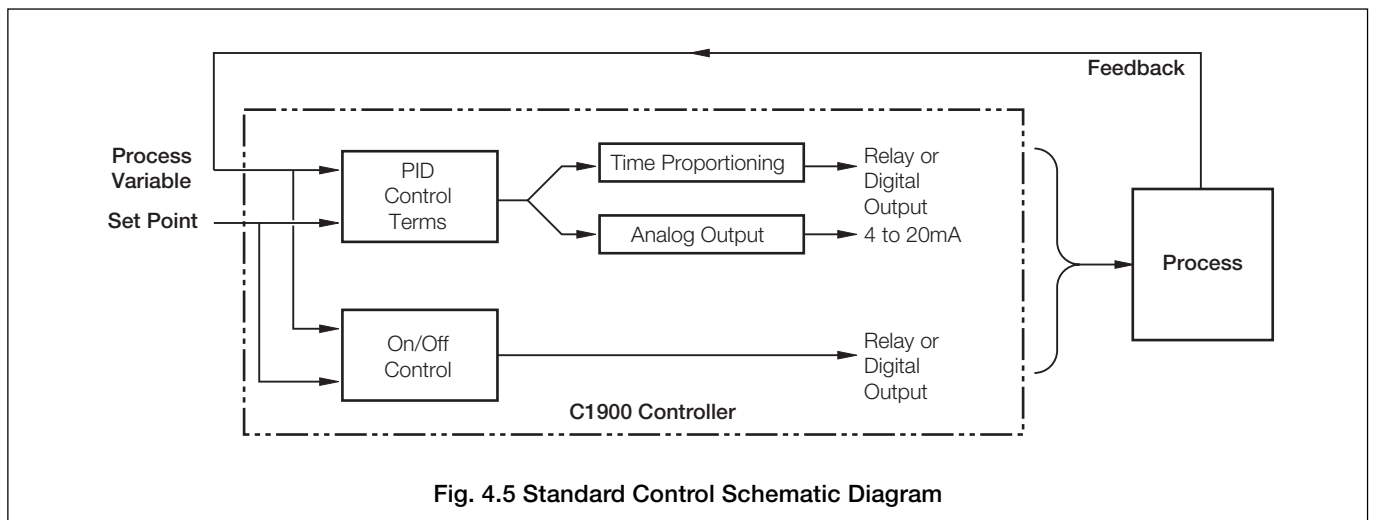 Feedback
Process
Variable
Set Point
PID
Control
Terms
Time Proportioning
Relay or
Digital
Output
Analog Output
4 to 20mA
Process
On/Off
Control
Relay or
Digital
Output
C1900 Controller
Fig. 4.5 Standard Control Schematic Diagram